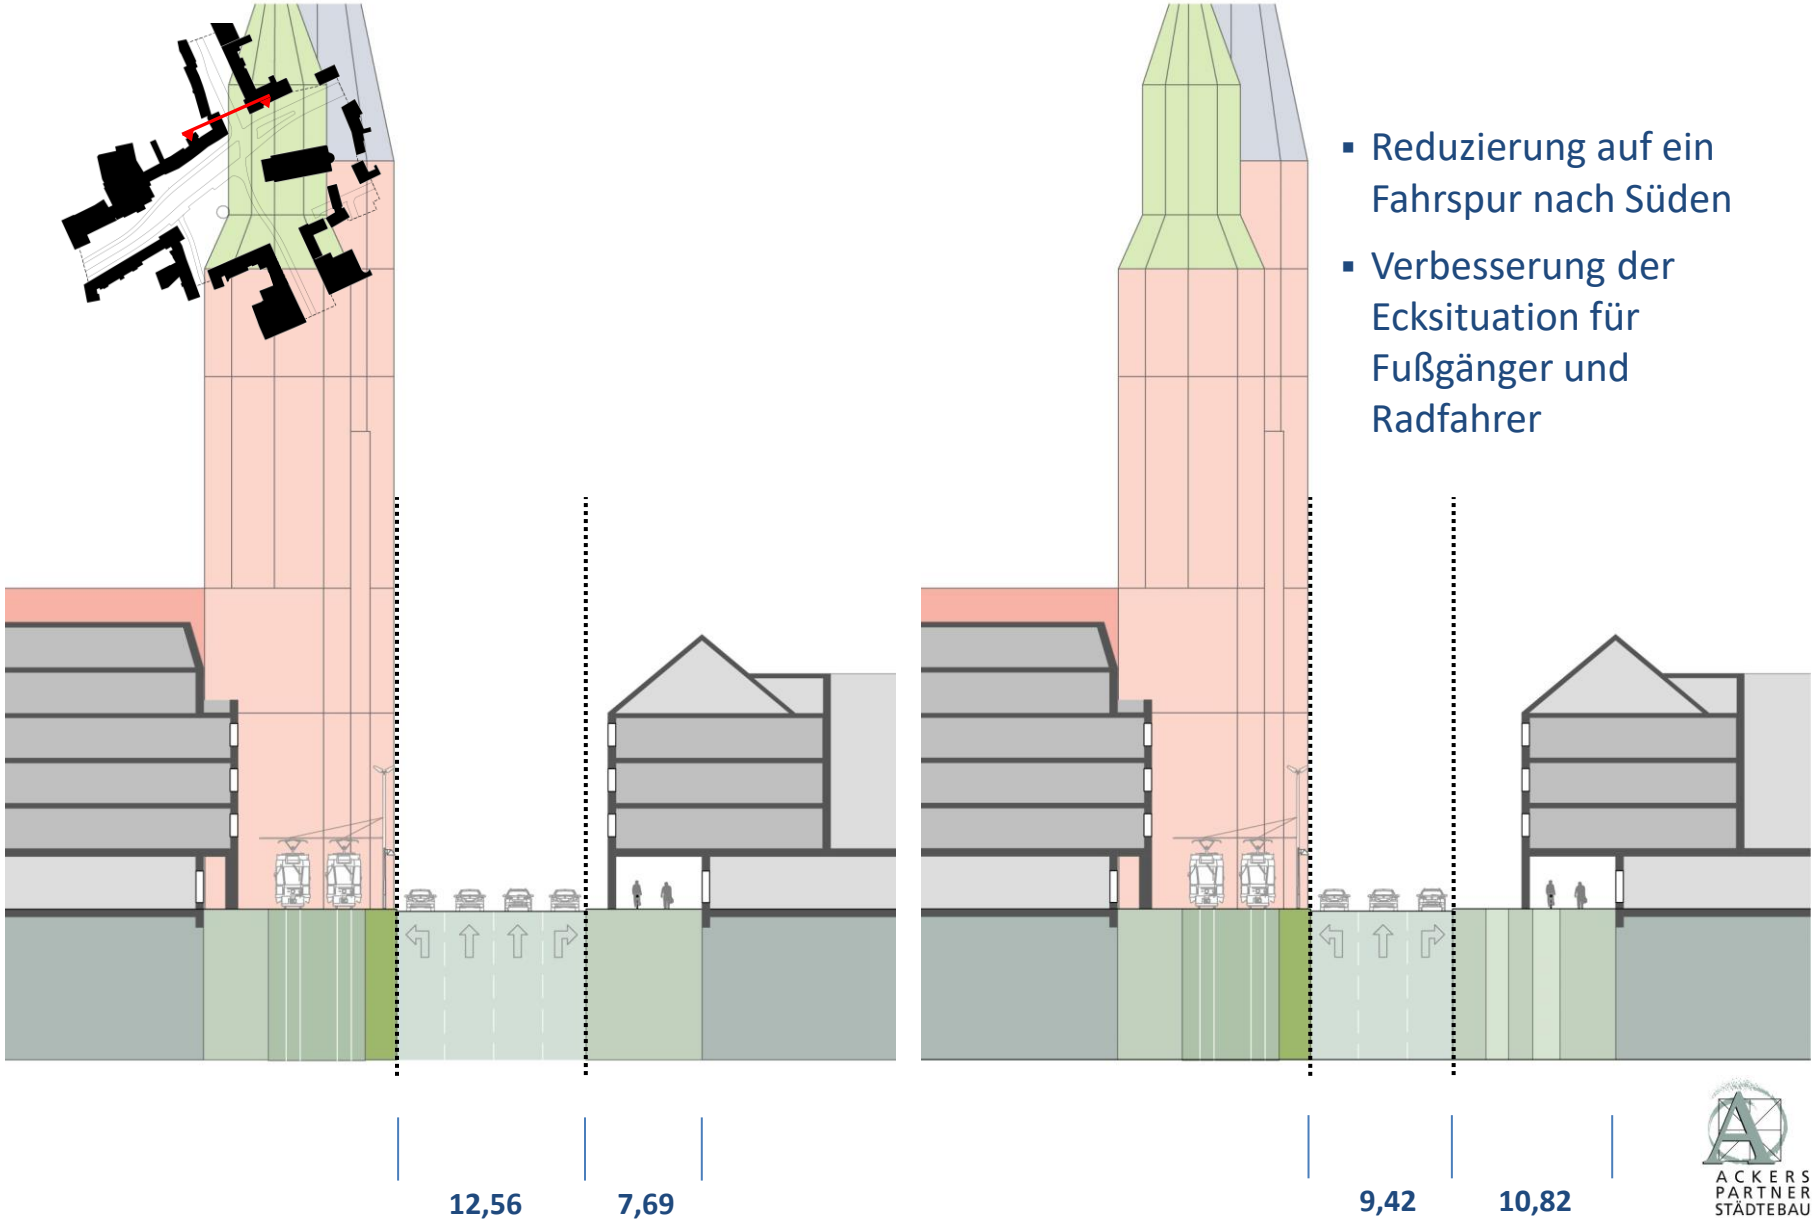 ▪ Reduzierung auf ein
Fahrspur nach Süden
▪ Verbesserung der
Ecksituation für
Fußgänger und
Radfahrer
12,56
7,69
9,42
10,82
A
ACKERS
PARTNER
STÄDTEBAU